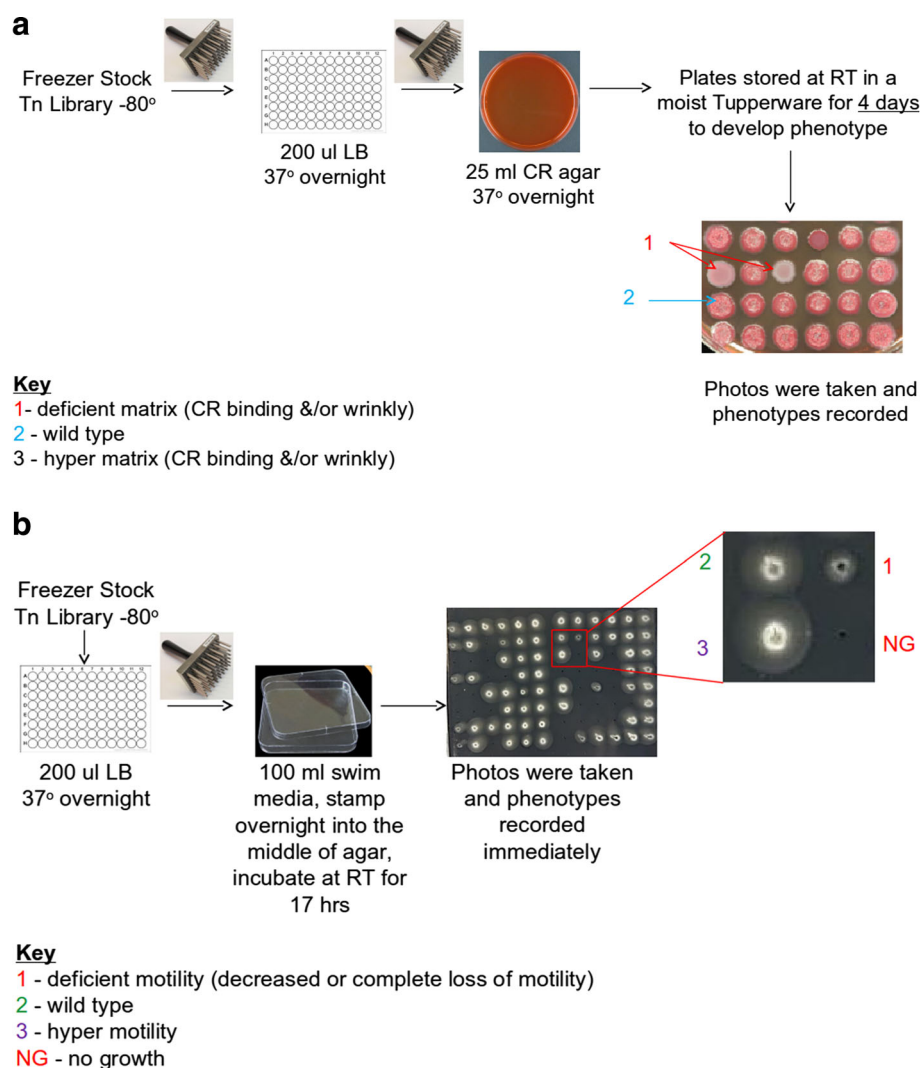 a
Freezer Stock
Tn Library -80°
200 ul LB
37° overnight
25 ml CR agar
37° overnight
Plates stored at RT in a
moist Tupperware for 4 days
to develop phenotype
1
2
Photos were taken and
phenotypes recorded
Key
1- deficient matrix (CR binding &/or wrinkly)
2 - wild type
3 - hyper matrix (CR binding &/or wrinkly)
b
Freezer Stock
Tn Library -80°
200 ul LB
37° overnight
100 ml swim
media, stamp
overnight into the
middle of agar,
incubate at RT for
17 hrs
Photos were taken
and phenotypes
recorded
immediately
2
1
3
NG
Key
1 - deficient motility (decreased or complete loss of motility)
2 - wild type
3 - hyper motility
NG - no growth